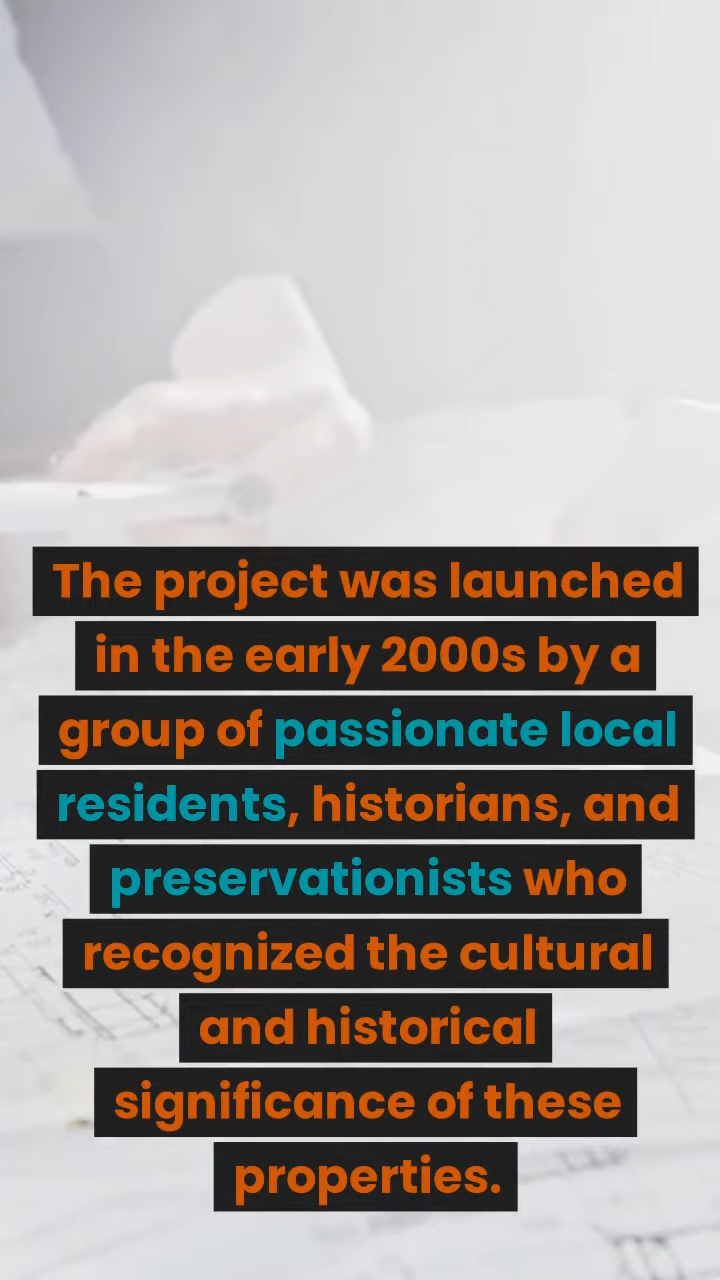 The project was launched
in the early 2000s by a
group of passionate local
residents, historians, and
preservationists who
recognized the cultural
and historical
significance of these
properties.